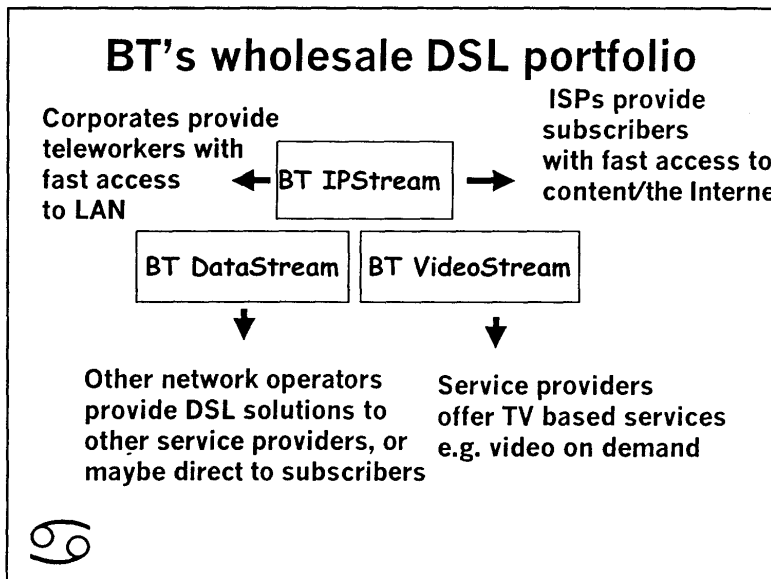 BT's wholesale DSL portfolio
Corporates provide
teleworkers with
fast access
to LAN
BT IPStream
ISPs provide
subscribers
with fast access to
content/the Internet
BT DataStream
BT VideoStream
Other network operators
provide DSL solutions to
other service providers, or
maybe direct to subscribers
Service providers
offer TV based services
e.g. video on demand